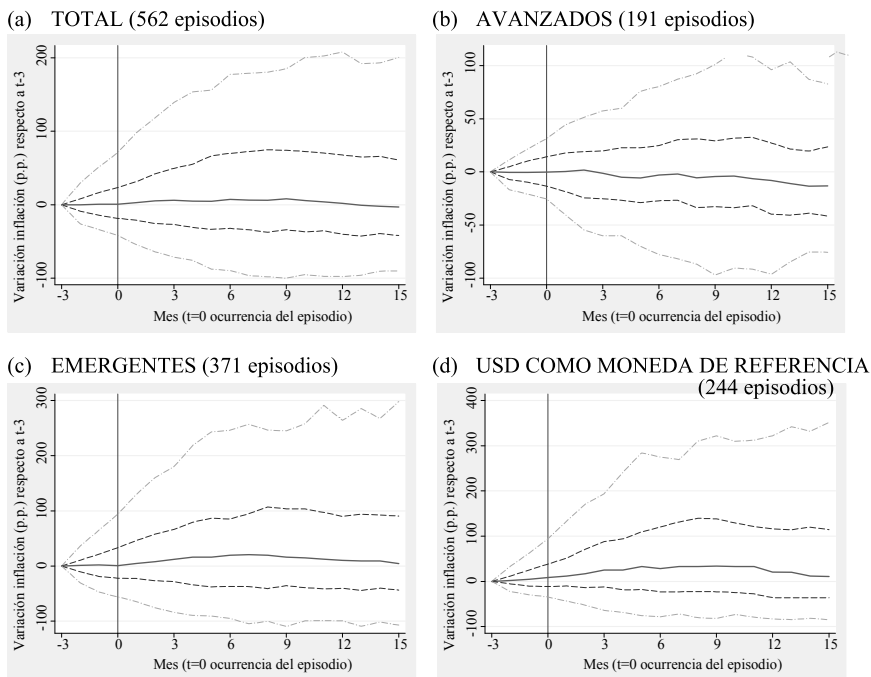 (a) TOTAL (562 episodios)
Variación inflación (p.p.) respecto a t-3
200
100
0
-100
-3 0 3 6 9 12 15
Mes (t=0 ocurrencia del episodio)
(b) AVANZADOS (191 episodios)
Variación inflación (p.p.) respecto a t-3
100
50
0
-50
-100
-3 0 3 6 9 12 15
Mes (t=0 ocurrencia del episodio)
(c) EMERGENTES (371 episodios)
Variación inflación (p.p.) respecto a t-3
300
200
100
0
-100
-3 0 3 6 9 12 15
Mes (t=0 ocurrencia del episodio)
(d) USD COMO MONEDA DE REFERENCIA
(244 episodios)
Variación inflación (p.p.) respecto a t-3
400
300
200
100
0
-100
-3 0 3 6 9 12 15
Mes (t=0 ocurrencia del episodio)